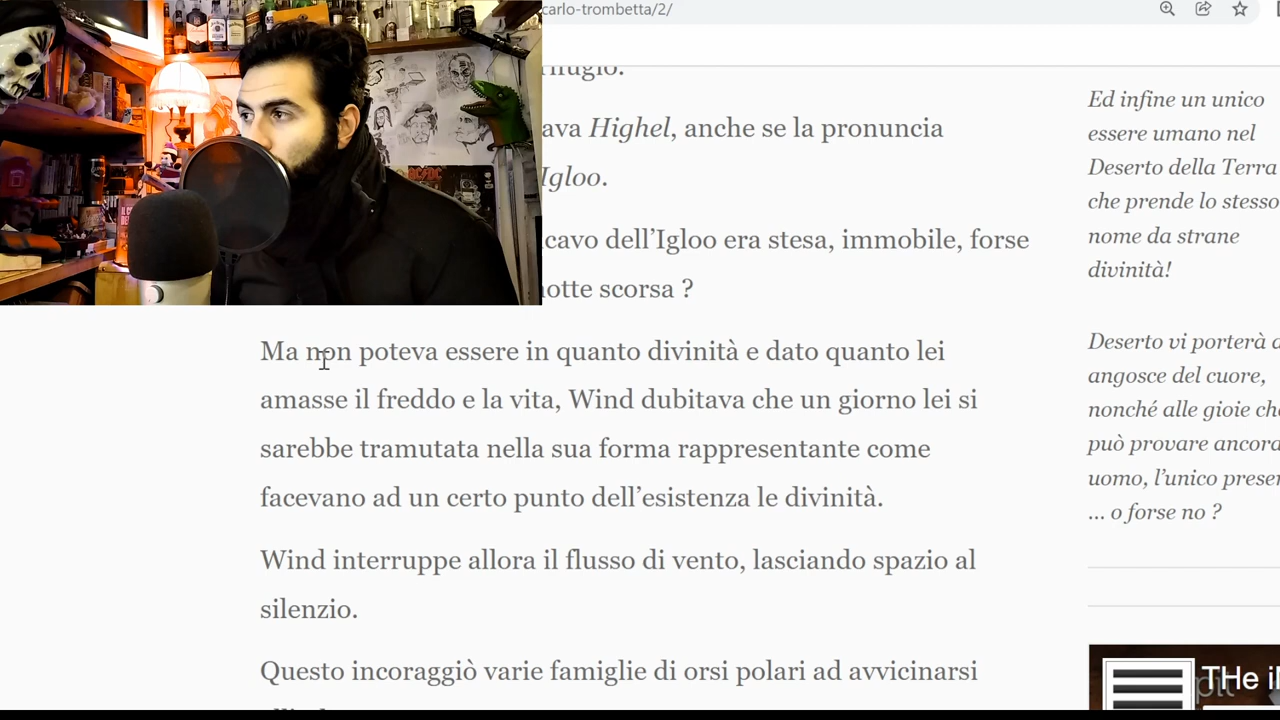 carlo-trombetta/2/
ava Highel, anche se la pronuncia
Igloo.
cavo dell’Igloo era stesa, immobile, forse
notte scorsa ?
Ma non poteva essere in quanto divinità e dato quanto lei
amasse il freddo e la vita, Wind dubitava che un giorno lei si
sarebbe tramutata nella sua forma rappresentante come
facevano ad un certo punto dell’esistenza le divinità.
Wind interruppe allora il flusso di vento, lasciando spazio al
silenzio.
Questo incoraggiò varie famiglie di orsi polari ad avvicinarsi
Ed infine un unico
essere umano nel
Deserto della Terra
che prende lo stesso
nome da strane
divinità!
Deserto vi porterà
angosce del cuore,
nonché alle gioie
può provare ancora
uomo, l’unico
... o forse no ?
THe
AC/DC